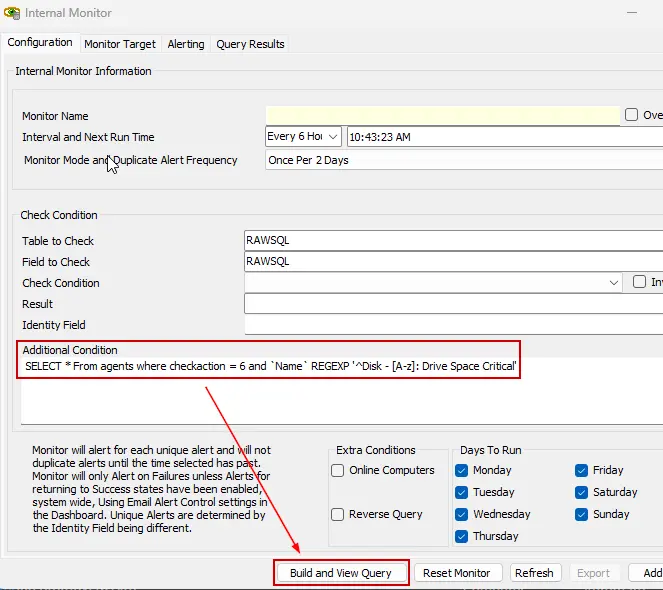 Internal Monitor
Configuration Monitor Target Alerting Query Results
Internal Monitor Information
Monitor Name
Interval and Next Run Time Every 6 Hou 10:43:23 AM
Monitor Mode and Duplicate Alert Frequency Once Per 2 Days
Check Condition
Table to Check RAWSQL
Field to Check RAWSQL
Check Condition
Result
Identity Field
Additional Condition
SELECT * From agents where checkaction = 6 and `Name` REGEXP '^Disk - [A-z]: Drive Space Critical'
Monitor will alert for each unique alert and will not
duplicate alerts until the time selected has past.
Monitor will only Alert on Failures unless Alerts for
returning to Success states have been enabled,
system wide, Using Email Alert Control settings in
the Dashboard. Unique Alerts are determined by
the Identity Field being different.
Extra Conditions
Online Computers
Reverse Query
Days To Run
Monday Friday
Tuesday Saturday
Wednesday Sunday
Thursday
Build and View Query Reset Monitor Refresh Export Add